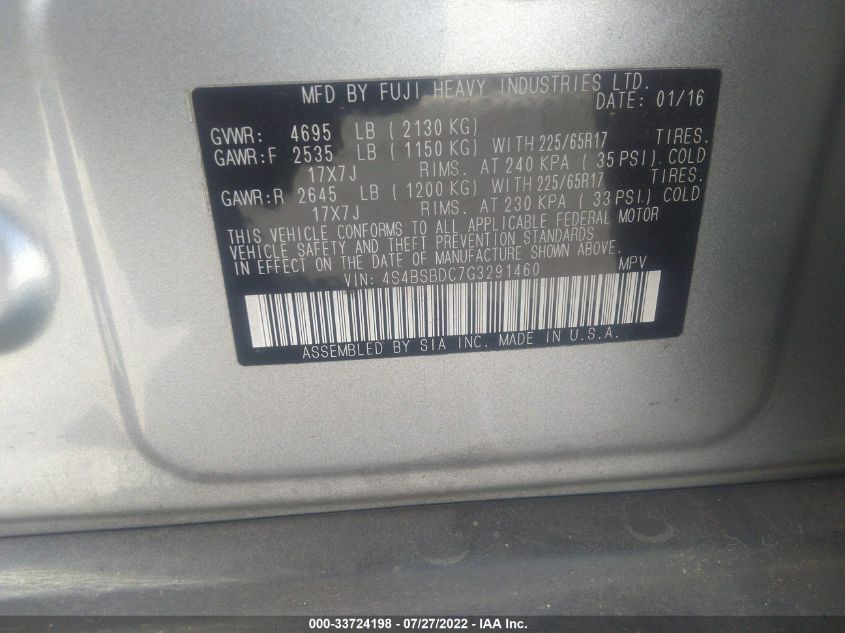 MFD BY FUJI HEAVY INDUSTRIES LTD.
DATE: 01/16
GVWR: 4695 LB ( 2130 KG)
GAWR:F 2535 LB ( 1150 KG) WITH 225/65R17 TIRES.
17X7J RIMS. AT 240 KPA ( 35 PSI) COLD
GAWR:R 2645 LB ( 1200 KG) WITH 225/65R17 TIRES.
17X7J RIMS. AT 230 KPA ( 33 PSI) COLD
THIS VEHICLE CONFORMS TO ALL APPLICABLE FEDERAL MOTOR
VEHICLE SAFETY AND THEFT PREVENTION STANDARDS
IN EFFECT ON THE DATE OF MANUFACTURE SHOWN ABOVE.
VIN: 4S4BSBDC7G3291460 MPV
ASSEMBLED BY SIA INC. MADE IN U.S.A.
000-33724198 - 07/27/2022 - IAA Inc.